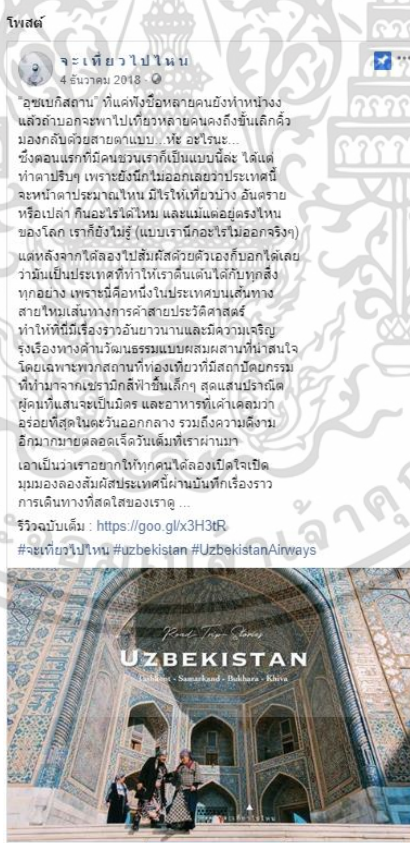 โพสต์
จะเที่ยวไปไหน
4 ธันวาคม 2018
"อุซเบกิสถาน" ที่แค่ฟังชื่อหลายคนยังทำหน้างง
แล้วถ้าบอกจะพาไปเที่ยวหลายคนคงถึงขั้นเลิกคิ้ว
มองกลับด้วยสายตาแบบ...ห๊ะ อะไรนะ...
ซึ่งตอนแรกที่มีคนชวนเราก็เป็นแบบนี้ล่ะ ได้แต่
ทำตาปริบๆ เพราะยังนึกไม่ออกเลยว่าประเทศนี้
จะหน้าตาประมาณไหน มีไรให้เที่ยวบ้าง อันตราย
หรือเปล่า กินอะไรได้ไหม และแม้แต่อยู่ตรงไหน
ของโลก เราก็ยังไม่รู้ (แบบเรานึกอะไรไม่ออกจริงๆ)
แต่หลังจากได้ลองไปสัมผัสด้วยตัวเองก็บอกได้เลย
ว่ามันเป็นประเทศที่ทำให้เราตื่นเต้นได้กับทุกสิ่ง
ทุกอย่าง เพราะนี่คือหนึ่งในประเทศบนเส้นทาง
สายไหมเส้นทางการค้าสายประวัติศาสตร์
ทำให้ที่นี่มีเรื่องราวอันยาวนานและมีความเจริญ
รุ่งเรืองทางด้านวัฒนธรรมแบบผสมผสานที่น่าสนใจ
โดยเฉพาะพวกสถานที่ท่องเที่ยวที่มีสถาปัตยกรรม
ที่ทำมาจากเซรามิกสีฟ้าชิ้นเล็กๆ สุดแสนปราณีต
ผู้คนที่แสนจะเป็นมิตร และอาหารที่เค้าเคลมว่า
อร่อยที่สุดในตะวันออกกลาง รวมถึงความดีงาม
อีกมากมายตลอดเจ็ดวันเต็มที่เราผ่านมา
เอาเป็นว่าเราอยากให้ทุกคนได้ลองเปิดใจเปิด
มุมมองลองสัมผัสประเทศนี้ผ่านบันทึกเรื่องราว
การเดินทางที่สดใสของเราดู ...
รีวิวฉบับเต็ม : https://goo.gl/x3H3tR
#จะเที่ยวไปไหน #uzbekistan #UzbekistanAirways
Road Trip Stories
UZBEKISTAN
Tashkent - Samarkand - Bukhara - Khiva
จะเที่ยวไปไหน